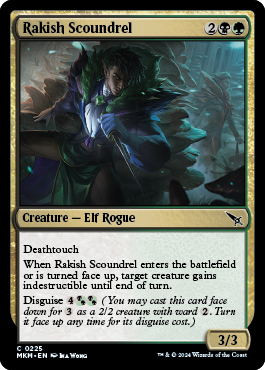 Rakish Scoundrel 2
Creature — Elf Rogue
Deathtouch
When Rakish Scoundrel enters the battlefield
or is turned face up, target creature gains
indestructible until end of turn.
Disguise 4 (You may cast this card face
down for 3 as a 2/2 creature with ward 2. Turn
it face up any time for its disguise cost.)
3/3
C 0225
MKM • EN Ina Wong
™ & © 2024 Wizards of the Coast